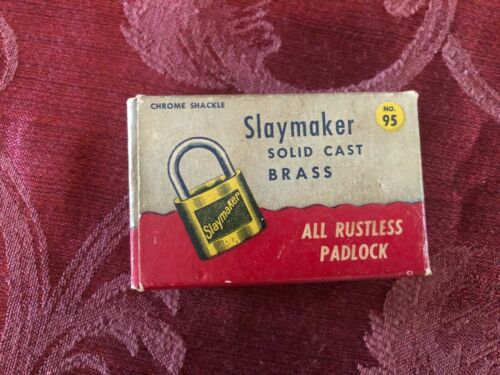 CHROME SHACKLE
NO.
95
Slaymaker
SOLID CAST
BRASS
Slaymaker
ALL RUSTLESS
PADLOCK